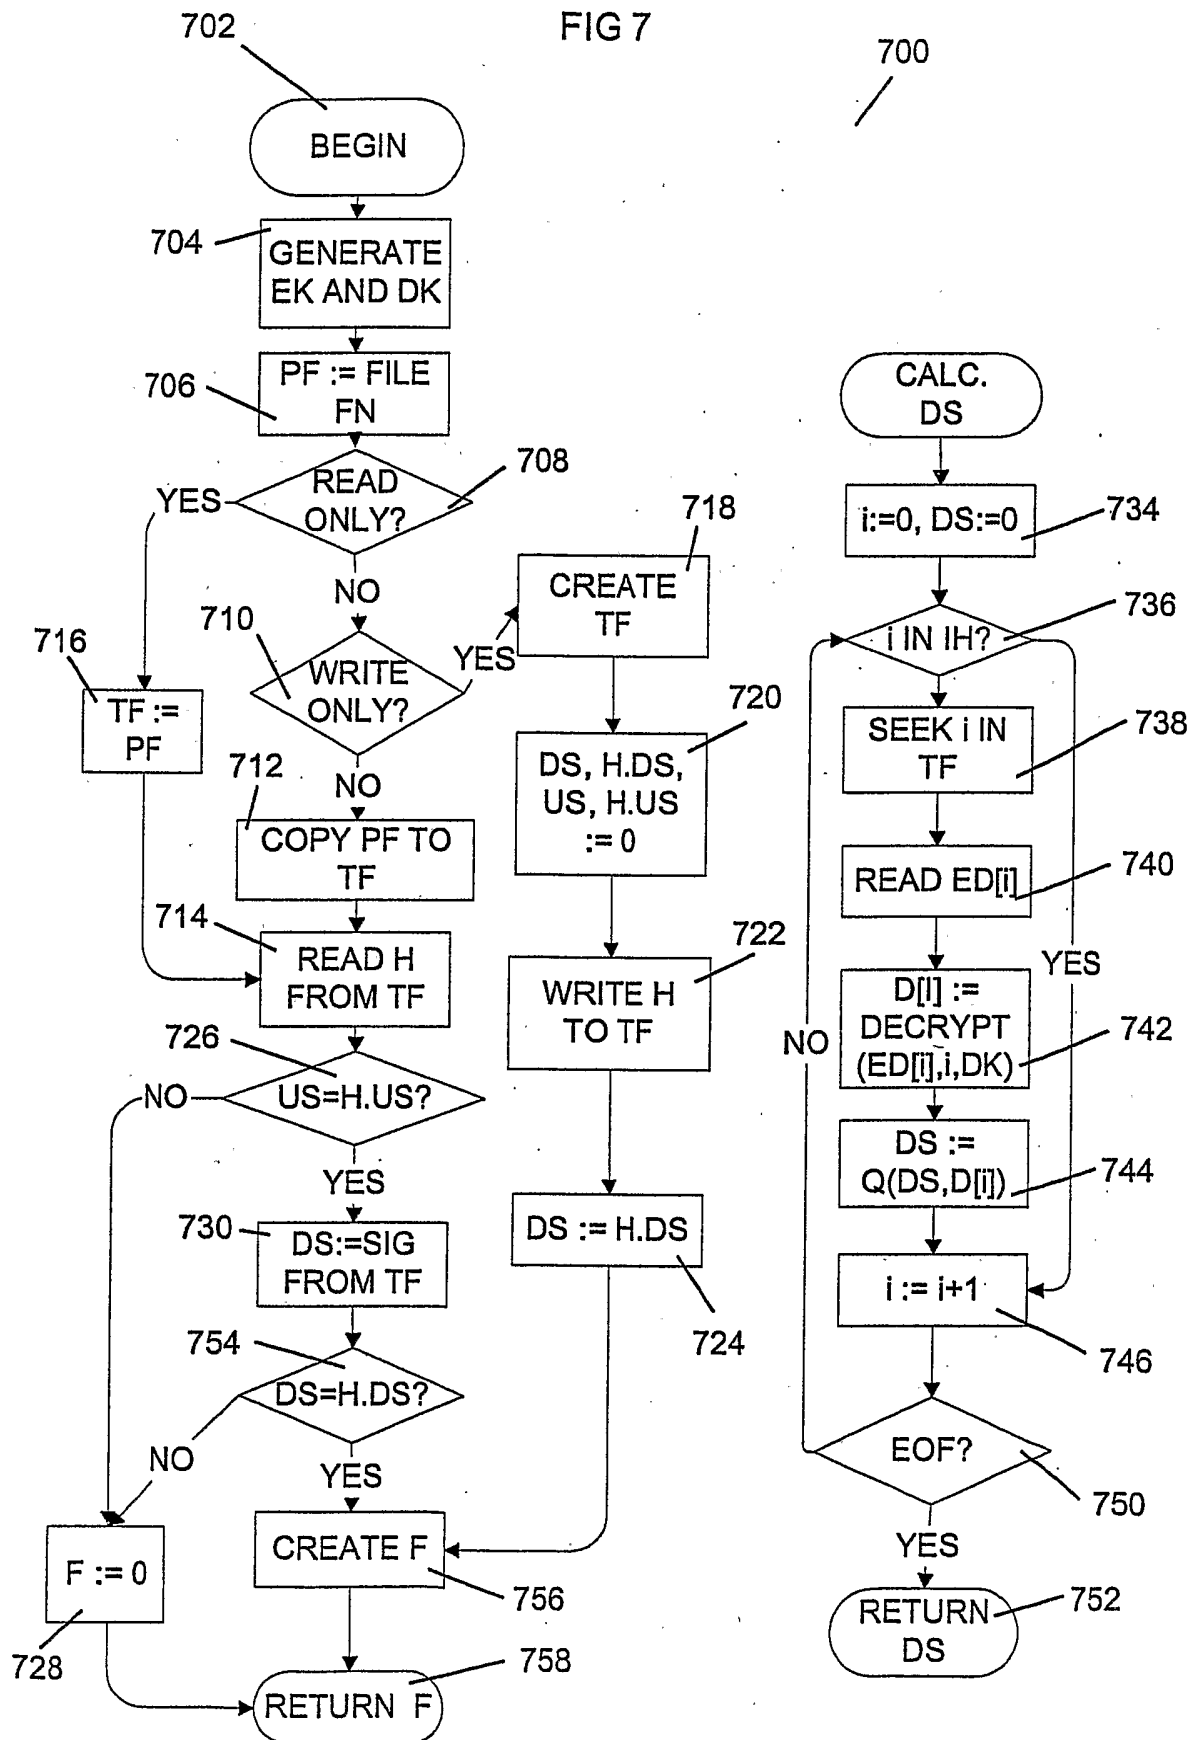 FIG 7
702
700
BEGIN
704
GENERATE
EK AND DK
706
PF := FILE
FN
708
READ
ONLY?
YES
NO
710
WRITE
ONLY?
YES
NO
716
TF :=
PF
712
COPY PF TO
TF
714
READ H
FROM TF
726
US=H.US?
NO
YES
730
DS:=SIG
FROM TF
754
DS=H.DS?
NO
YES
F := 0
728
CREATE F
756
758
RETURN F
718
CREATE
TF
720
DS, H.DS,
US, H.US
:= 0
722
WRITE H
TO TF
DS := H.DS
724
CALC.
DS
i:=0, DS:=0
734
i IN IH?
736
SEEK i IN
TF
738
READ ED[i]
740
YES
D[I] :=
DECRYPT
(ED[i],i,DK)
742
NO
DS :=
Q(DS,D[i])
744
i := i+1
746
EOF?
750
YES
RETURN
DS
752